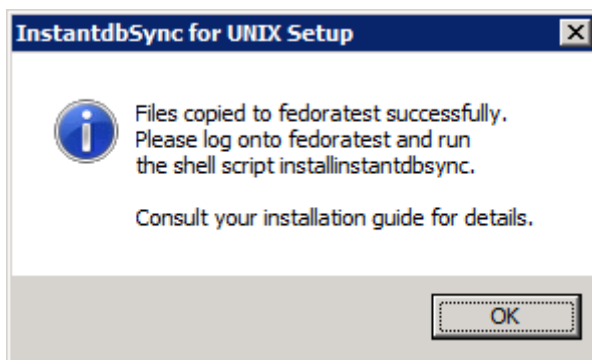 InstantdbSync for UNIX Setup
Files copied to fedoratest successfully.
Please log onto fedoratest and run
the shell script installinstantdbsync.
Consult your installation guide for details.
OK